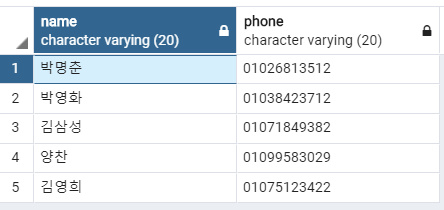 name phone
character varying (20) character varying (20)
1 박명춘 01026813512
2 박영화 01038423712
3 김삼성 01071849382
4 양찬 01099583029
5 김영희 01075123422